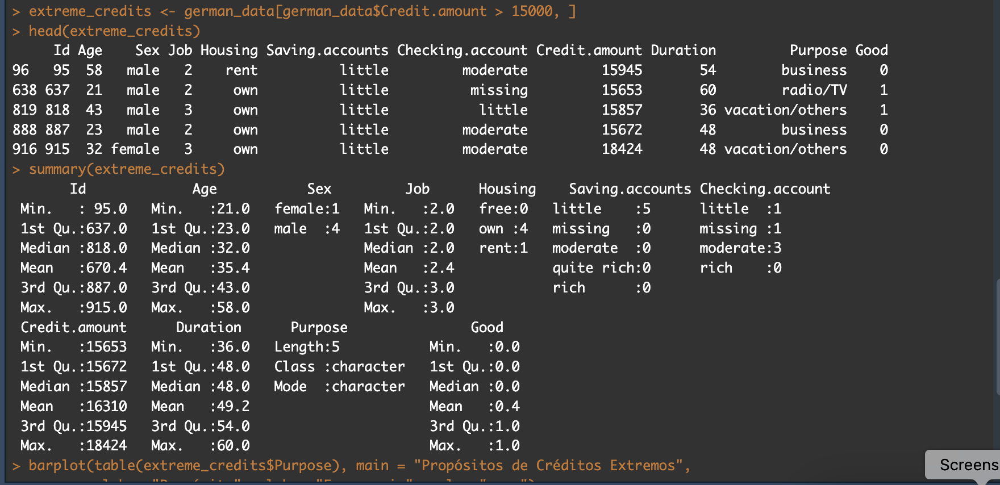 > extreme_credits <- german_data[german_data$Credit.amount > 15000, ]
> head(extreme_credits)
     Id Age    Sex Job Housing Saving.accounts Checking.account Credit.amount Duration         Purpose Good
96   95  58   male   2    rent          little         moderate         15945       54        business    0
638 637  21   male   2     own          little          missing         15653       60        radio/TV    1
819 818  43   male   3     own          little           little         15857       36 vacation/others    1
888 887  23   male   2     own          little         moderate         15672       48        business    0
916 915  32 female   3     own          little         moderate         18424       48 vacation/others    0
> summary(extreme_credits)
       Id             Age           Sex         Job      Housing    Saving.accounts Checking.account
 Min.   : 95.0   Min.   :21.0   female:1   Min.   :2.0   free:0   little    :5      little  :1
 1st Qu.:637.0   1st Qu.:23.0   male  :4   1st Qu.:2.0   own :4   missing   :0      missing :1
 Median :818.0   Median :32.0              Median :2.0   rent:1   moderate  :0      moderate:3
 Mean   :670.4   Mean   :35.4              Mean   :2.4            quite rich:0      rich    :0
 3rd Qu.:887.0   3rd Qu.:43.0              3rd Qu.:3.0            rich      :0
 Max.   :915.0   Max.   :58.0              Max.   :3.0
 Credit.amount      Duration      Purpose               Good
 Min.   :15653   Min.   :36.0   Length:5           Min.   :0.0
 1st Qu.:15672   1st Qu.:48.0   Class :character   1st Qu.:0.0
 Median :15857   Median :48.0   Mode  :character   Median :0.0
 Mean   :16310   Mean   :49.2                      Mean   :0.4
 3rd Qu.:15945   3rd Qu.:54.0                      3rd Qu.:1.0
 Max.   :18424   Max.   :60.0                      Max.   :1.0
> barplot(table(extreme_credits$Purpose), main = "Propósitos de Créditos Extremos",
Screens